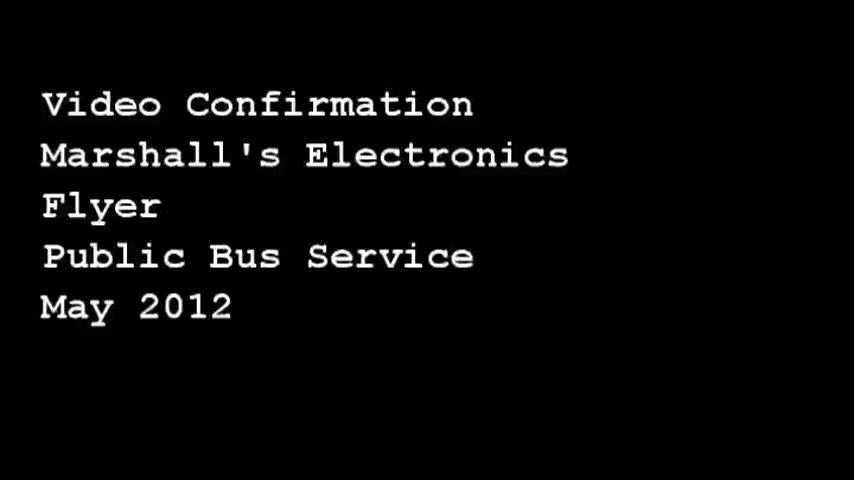 Video Confirmation
Marshall's Electronics
Flyer
Public Bus Service
May 2012